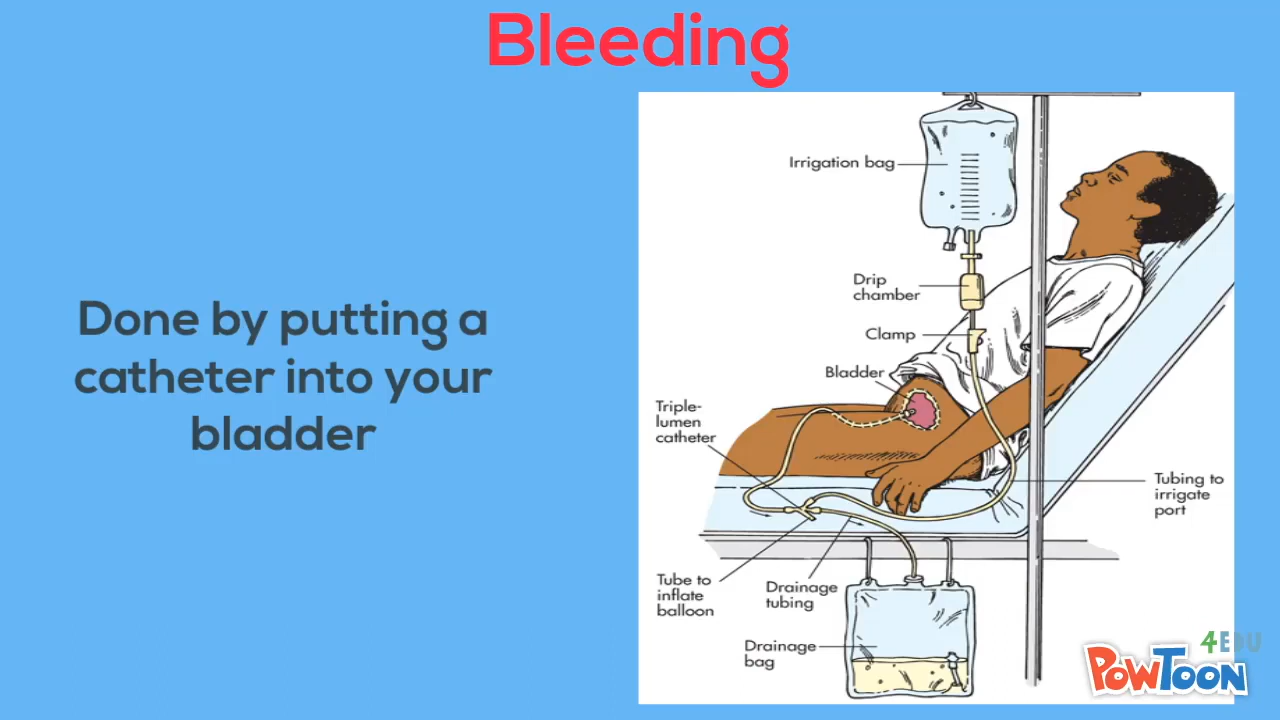 Bleeding
Done by putting a
catheter into your
bladder
Irrigation bag
Drip
chamber
Clamp
Bladder
Triple-
lumen
catheter
Tubing to
irrigate
port
Tube to
inflate
balloon
Drainage
tubing
Drainage
bag
4EDU
POWTOON